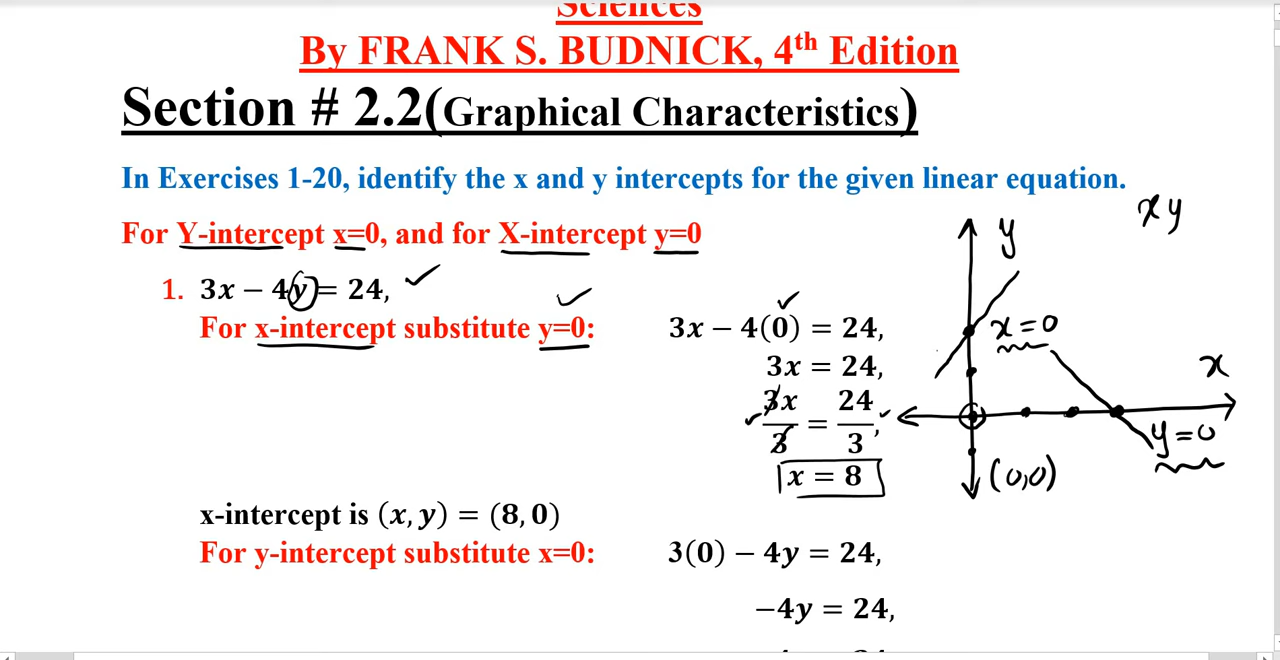 Sciences
By FRANK S. BUDNICK, 4th Edition
Section # 2.2(Graphical Characteristics)
In Exercises 1-20, identify the x and y intercepts for the given linear equation.
x y
For Y-intercept x=0, and for X-intercept y=0
y
1. 3x − 4y = 24,
For x-intercept substitute y=0: 3x − 4(0) = 24,
x = 0
3x = 24,
x
3x/3 = 24/3,
y = 0
x = 8
(0,0)
x-intercept is (x, y) = (8, 0)
For y-intercept substitute x=0: 3(0) − 4y = 24,
−4y = 24,